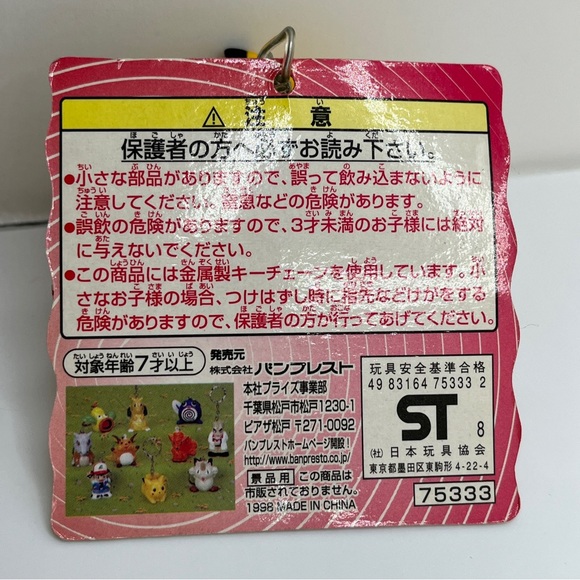 ⚠ 注意
保護者の方へ必ずお読み下さい。
●小さな部品がありますので、誤って飲み込まないように
注意してください。窒息などの危険があります。
●誤飲の危険がありますので、3才未満のお子様には絶対
に与えないでください。
●この商品には金属製キーチェーンを使用しています。小
さなお子様の場合、つけはずし時に指先などけがをする
危険がありますので、保護者の方が行ってあげてください。
対象年齢7才以上
発売元
株式会社 バンプレスト
本社プライズ事業部
千葉県松戸市松戸1230-1
ピアザ松戸 〒271-0092
バンプレストホームページ開設!
http://www.banpresto.co.jp/
景品用 この商品は
市販されておりません。
1998 MADE IN CHINA
玩具安全基準合格
49 83164 75333 2
ST 8
(社)日本玩具協会
東京都墨田区東駒形4-22-4
75333